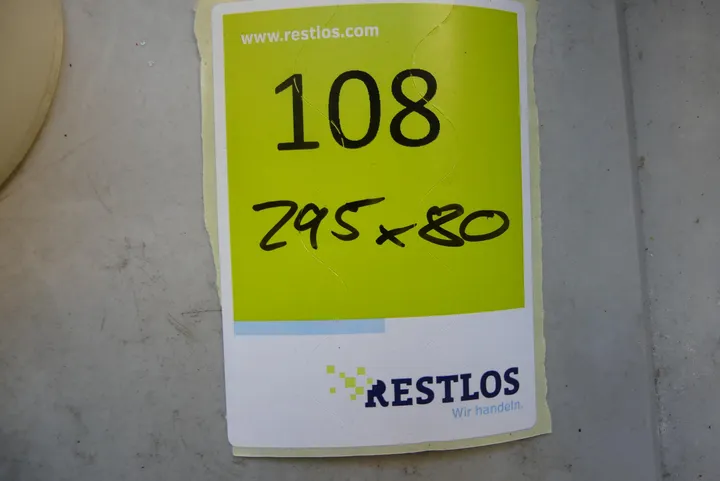 www.restlos.com
108
295x80
RESTLOS
Wir handeln.